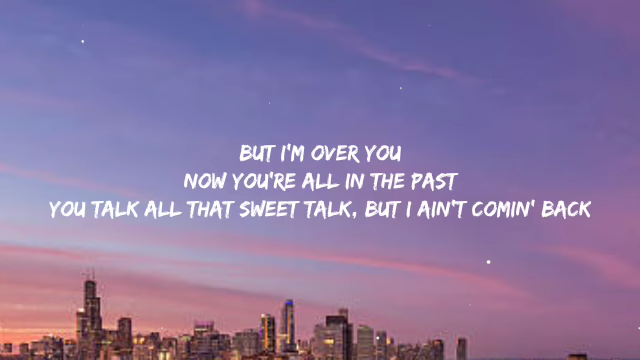 BUT I'M OVER YOU
NOW YOU'RE ALL IN THE PAST
YOU TALK ALL THAT SWEET TALK, BUT I AIN'T COMIN' BACK